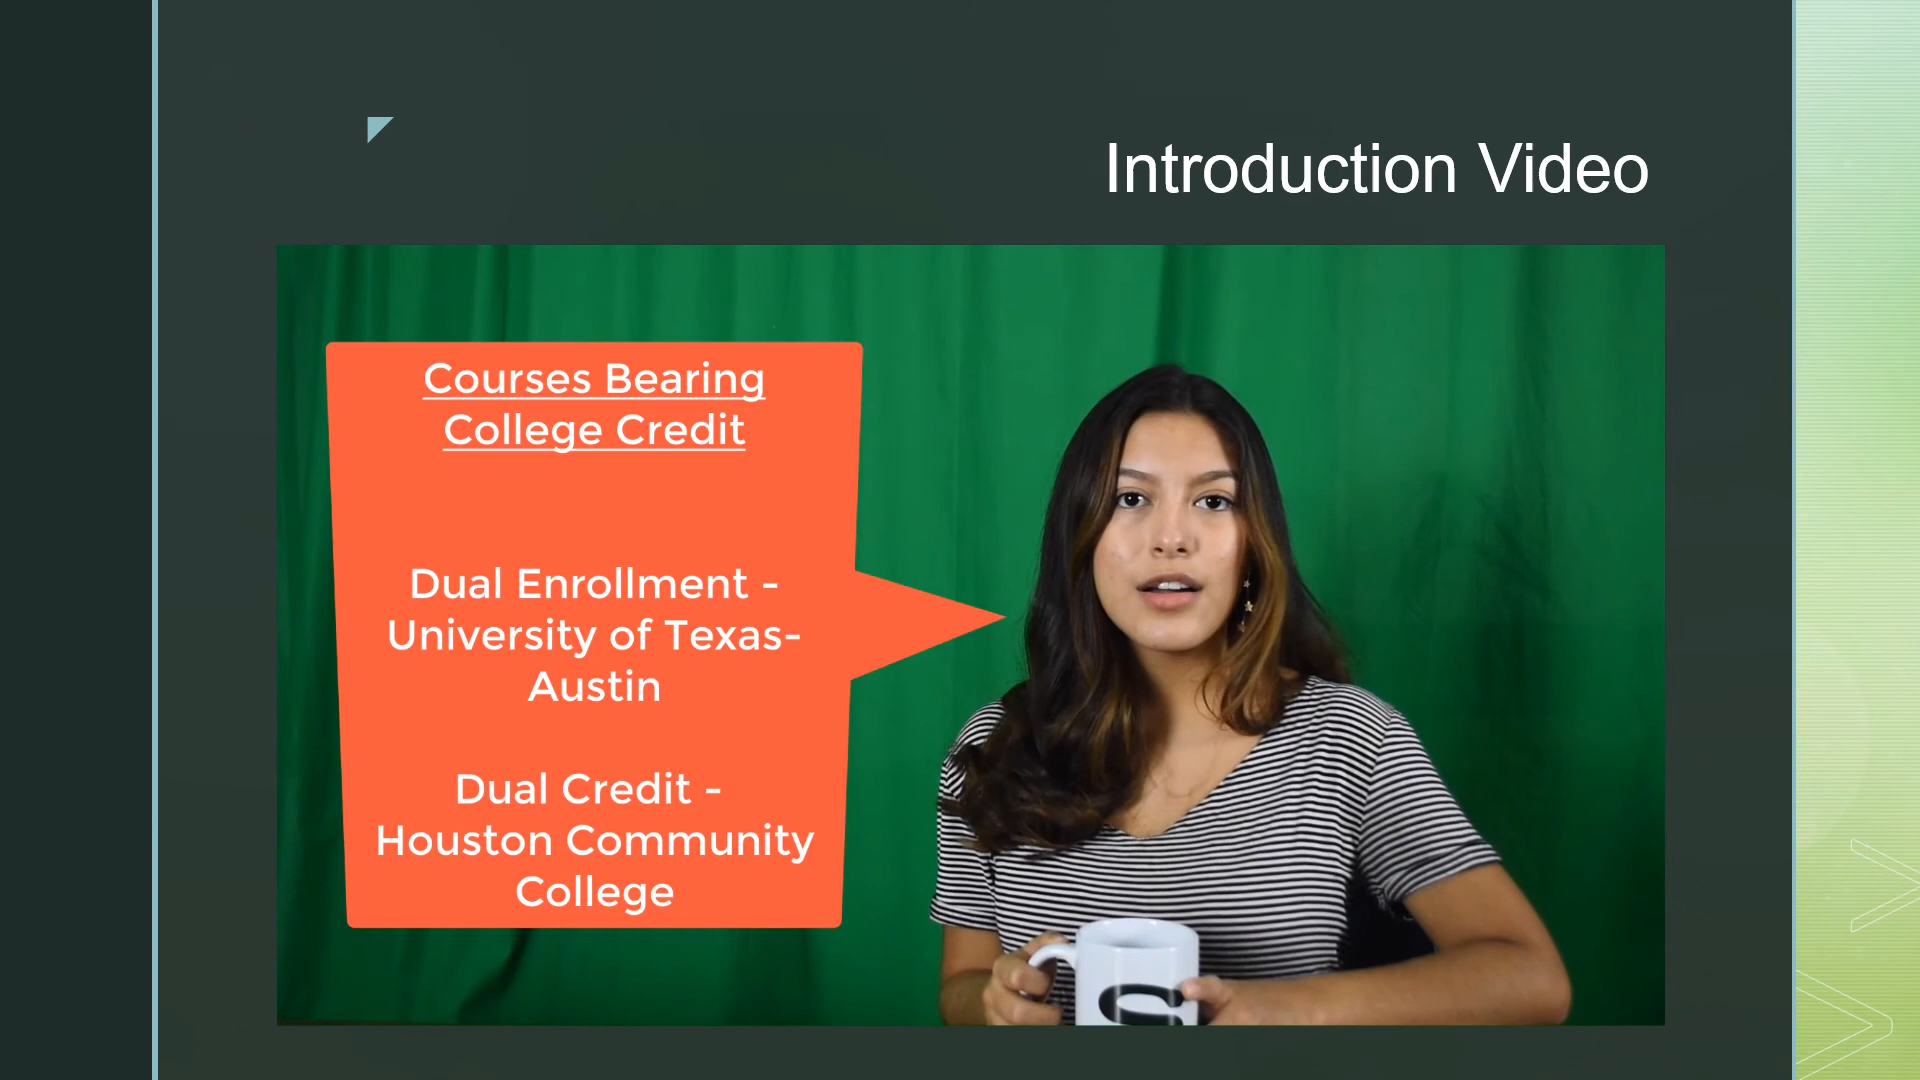 Introduction Video
Courses Bearing
College Credit
Dual Enrollment -
University of Texas-
Austin
Dual Credit -
Houston Community
College